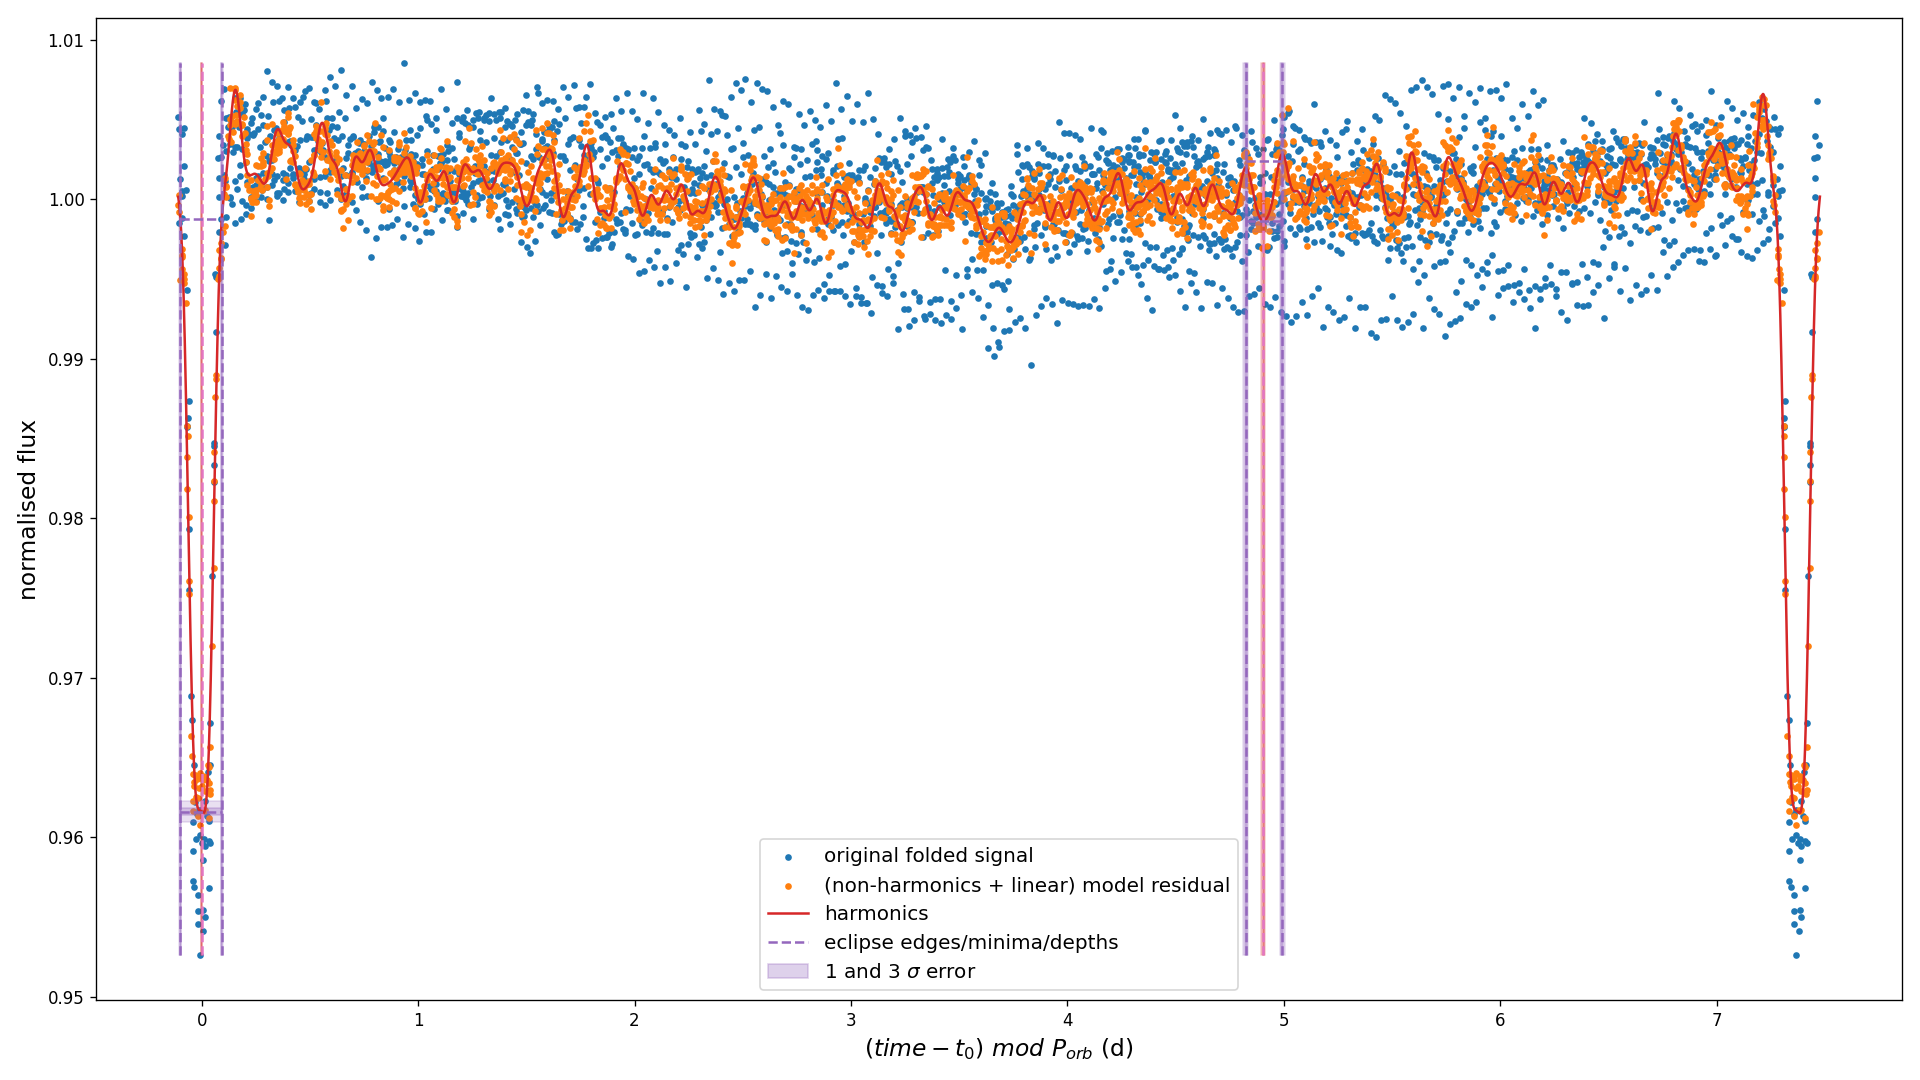 1.01
1.00
0.99
0.98
0.97
0.96
0.95
normalised flux
original folded signal
(non-harmonics + linear) model residual
harmonics
eclipse edges/minima/depths
1 and 3 σ error
0 1 2 3 4 5 6 7
(time − t₀) mod Pₒᵣb (d)